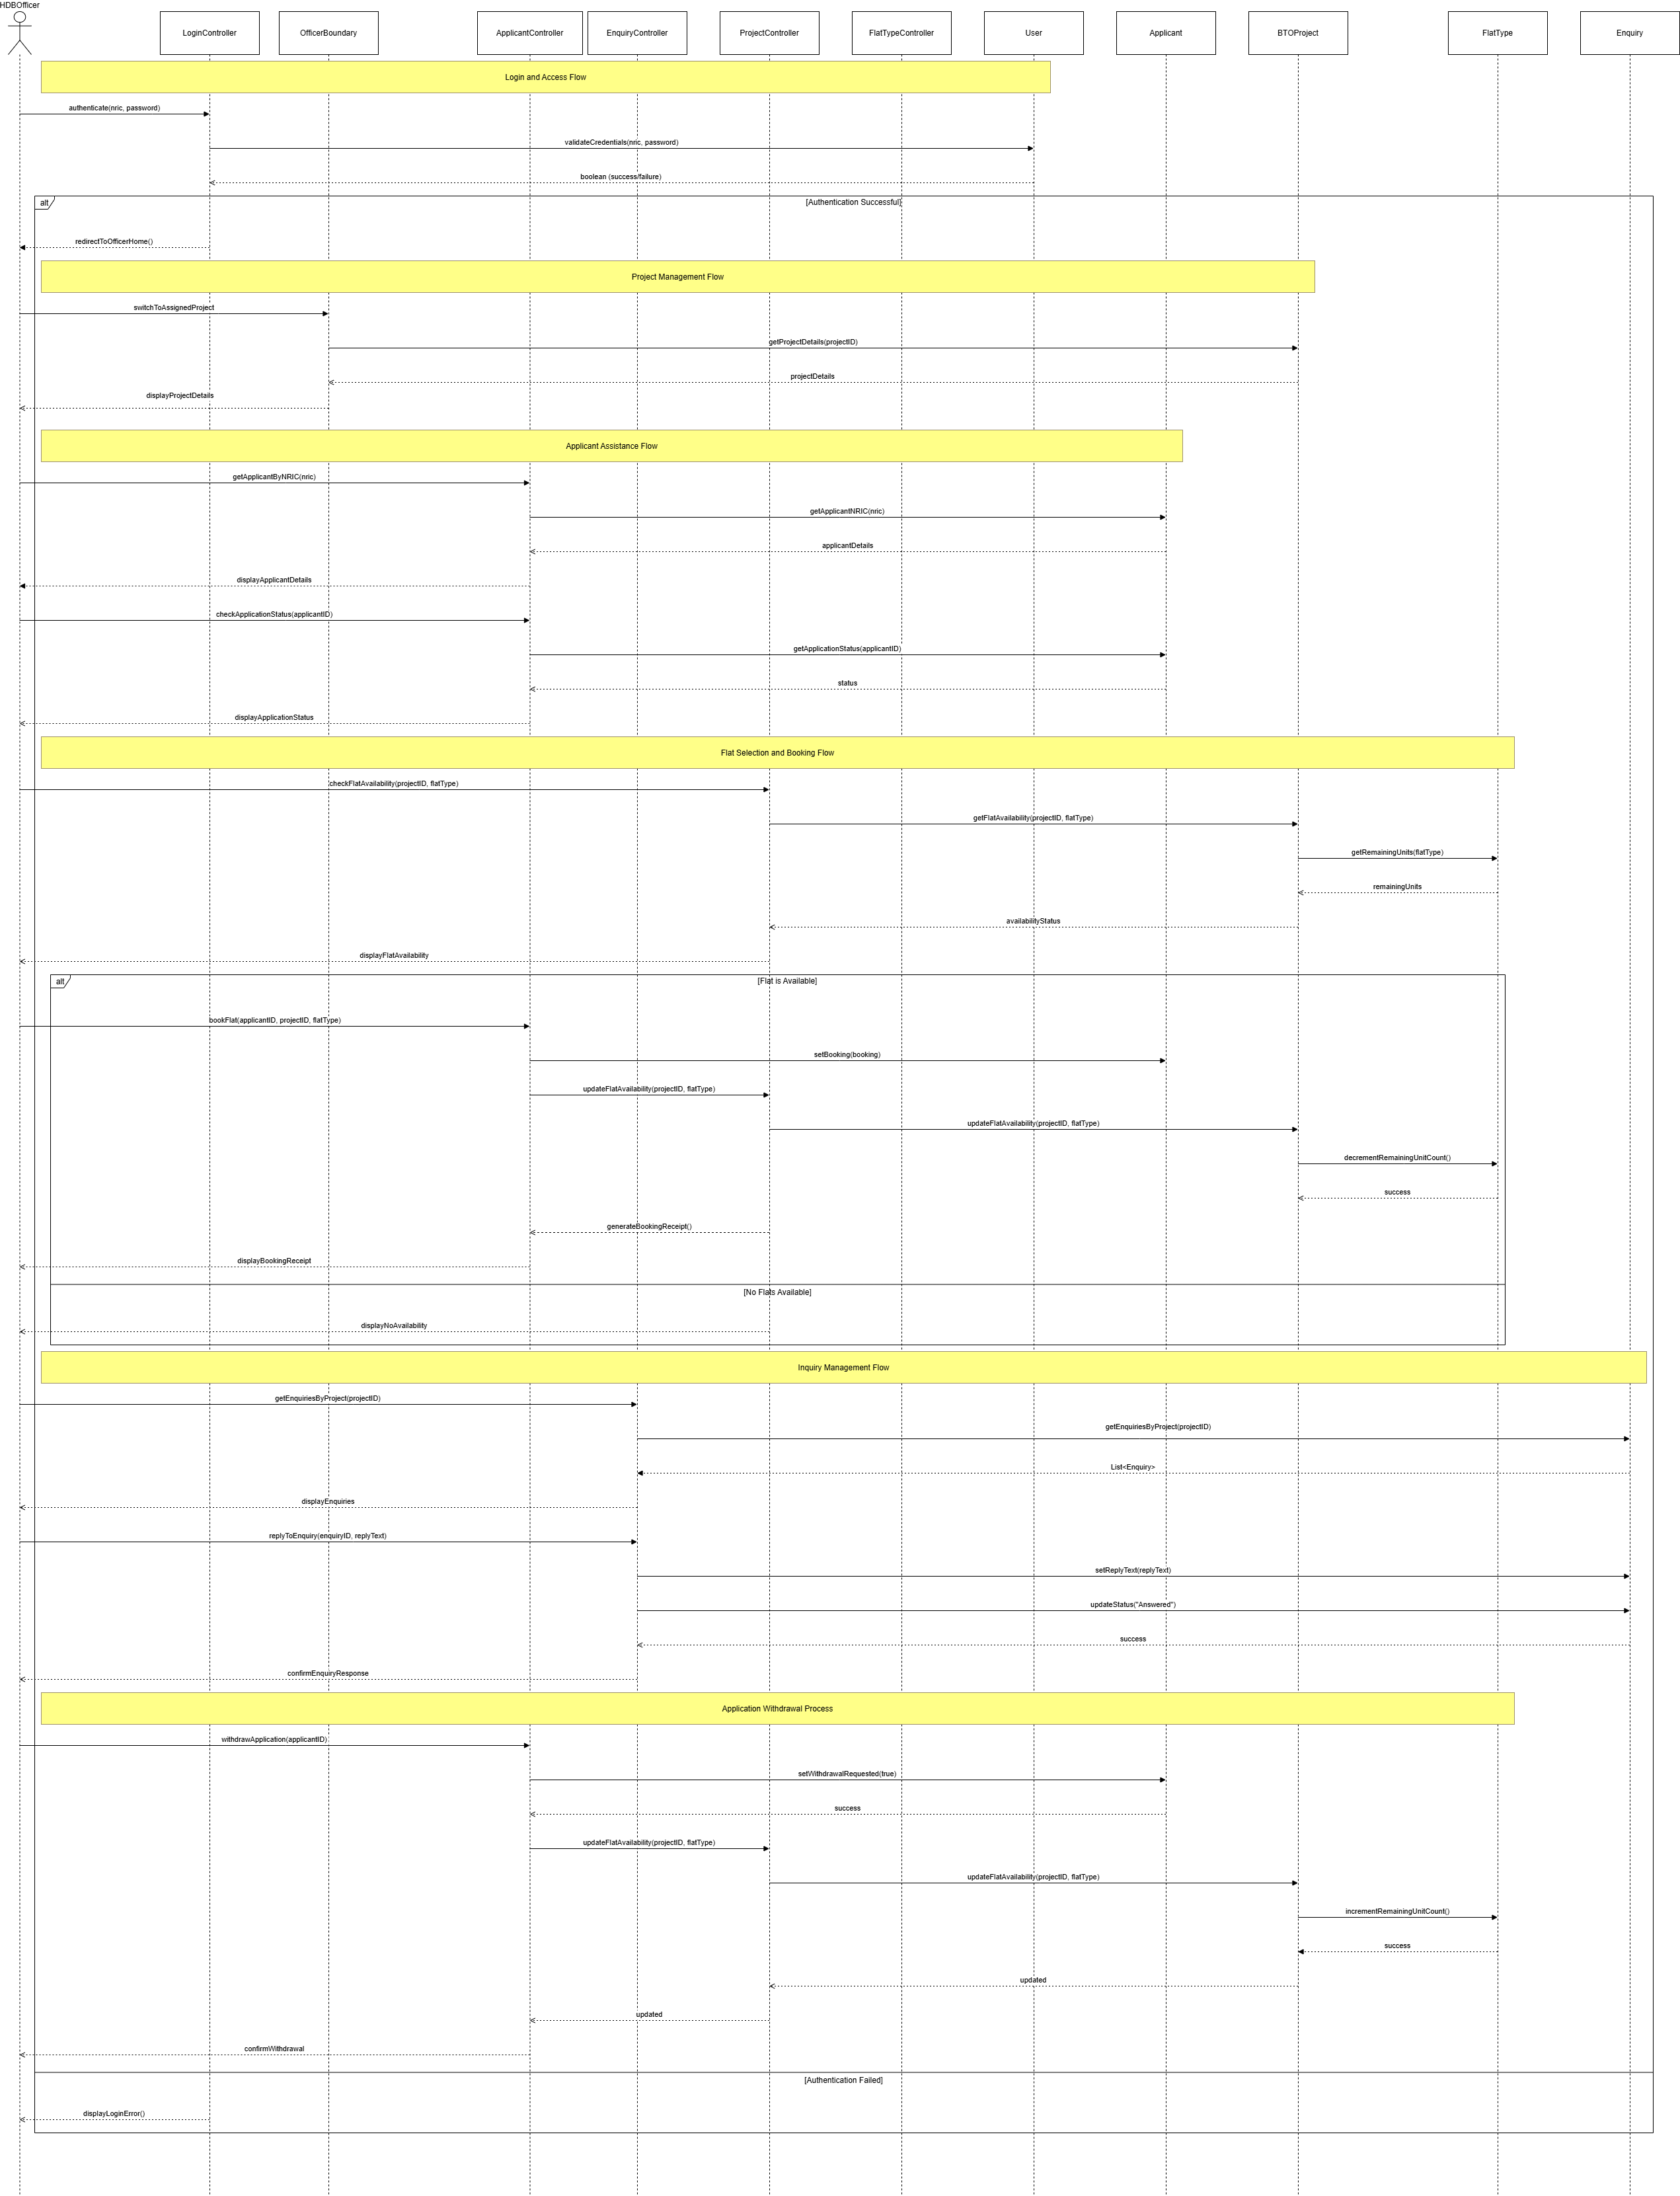 HDBOfficer
LoginController
OfficerBoundary
ApplicantController
EnquiryController
ProjectController
FlatTypeController
User
Applicant
BTOProject
FlatType
Enquiry
Login and Access Flow
authenticate(nric, password)
validateCredentials(nric, password)
boolean (success/failure)
alt
[Authentication Successful]
redirectToOfficerHome()
Project Management Flow
switchToAssignedProject
getProjectDetails(projectID)
projectDetails
displayProjectDetails
Applicant Assistance Flow
getApplicantByNRIC(nric)
getApplicantNRIC(nric)
applicantDetails
displayApplicantDetails
checkApplicationStatus(applicantID)
getApplicationStatus(applicantID)
status
displayApplicationStatus
Flat Selection and Booking Flow
checkFlatAvailability(projectID, flatType)
getFlatAvailability(projectID, flatType)
getRemainingUnits(flatType)
remainingUnits
availabilityStatus
displayFlatAvailability
alt
[Flat is Available]
bookFlat(applicantID, projectID, flatType)
setBooking(booking)
updateFlatAvailability(projectID, flatType)
updateFlatAvailability(projectID, flatType)
decrementRemainingUnitCount()
success
generateBookingReceipt()
displayBookingReceipt
[No Flats Available]
displayNoAvailability
Inquiry Management Flow
getEnquiriesByProject(projectID)
getEnquiriesByProject(projectID)
List<Enquiry>
displayEnquiries
replyToEnquiry(enquiryID, replyText)
setReplyText(replyText)
updateStatus("Answered")
success
confirmEnquiryResponse
Application Withdrawal Process
withdrawApplication(applicantID)
setWithdrawalRequested(true)
success
updateFlatAvailability(projectID, flatType)
updateFlatAvailability(projectID, flatType)
incrementRemainingUnitCount()
success
updated
updated
confirmWithdrawal
[Authentication Failed]
displayLoginError()